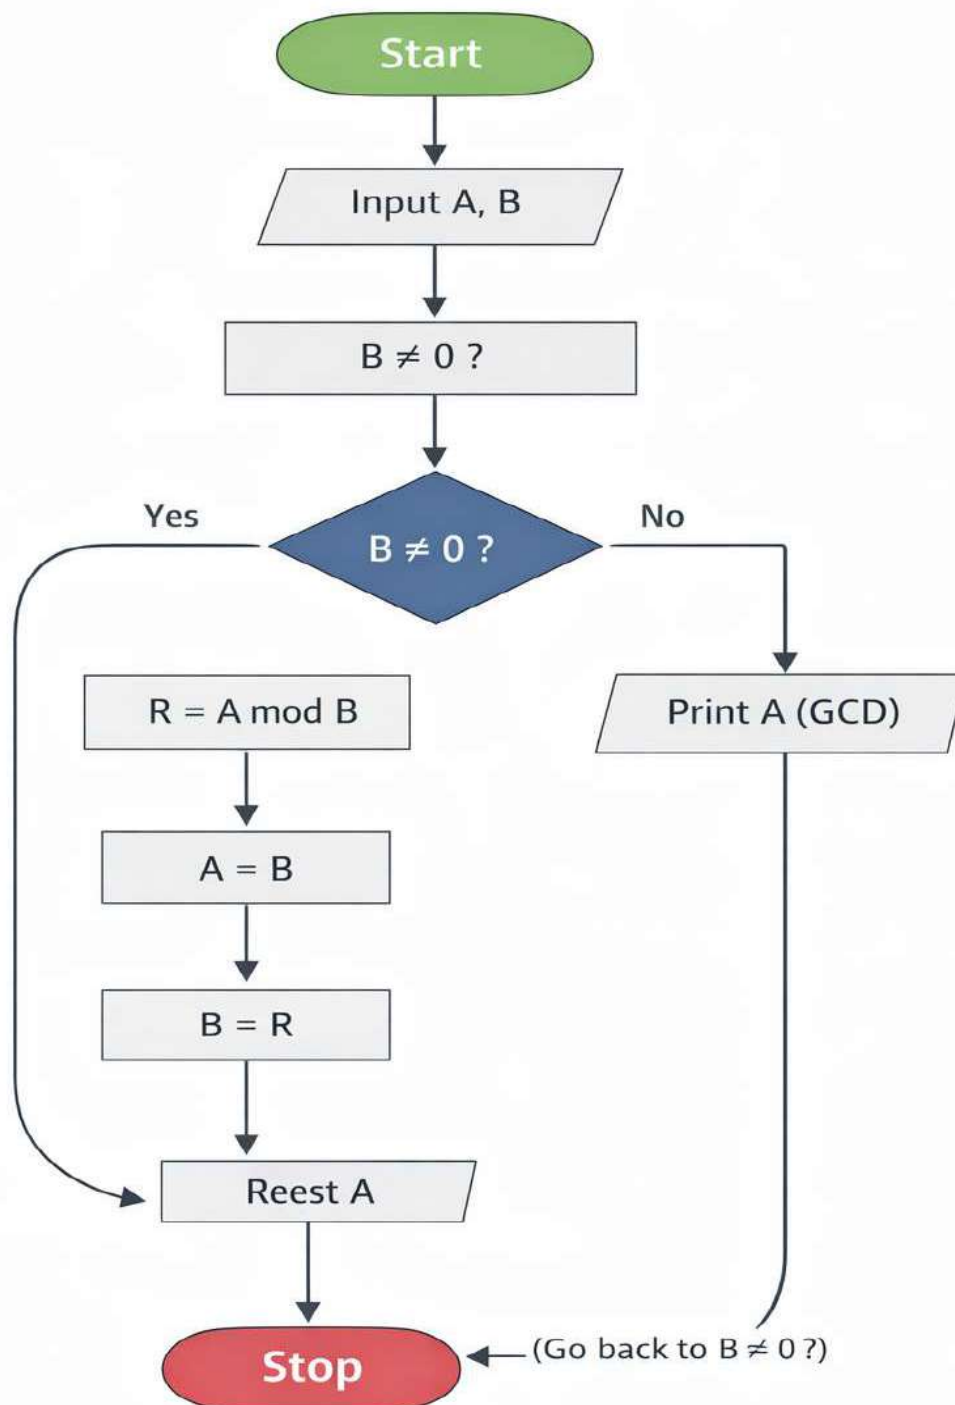 Start
Input A, B
B ≠ 0 ?
B ≠ 0 ?
Yes
No
R = A mod B
Print A (GCD)
A = B
B = R
Reest A
Stop
(Go back to B ≠ 0 ?)